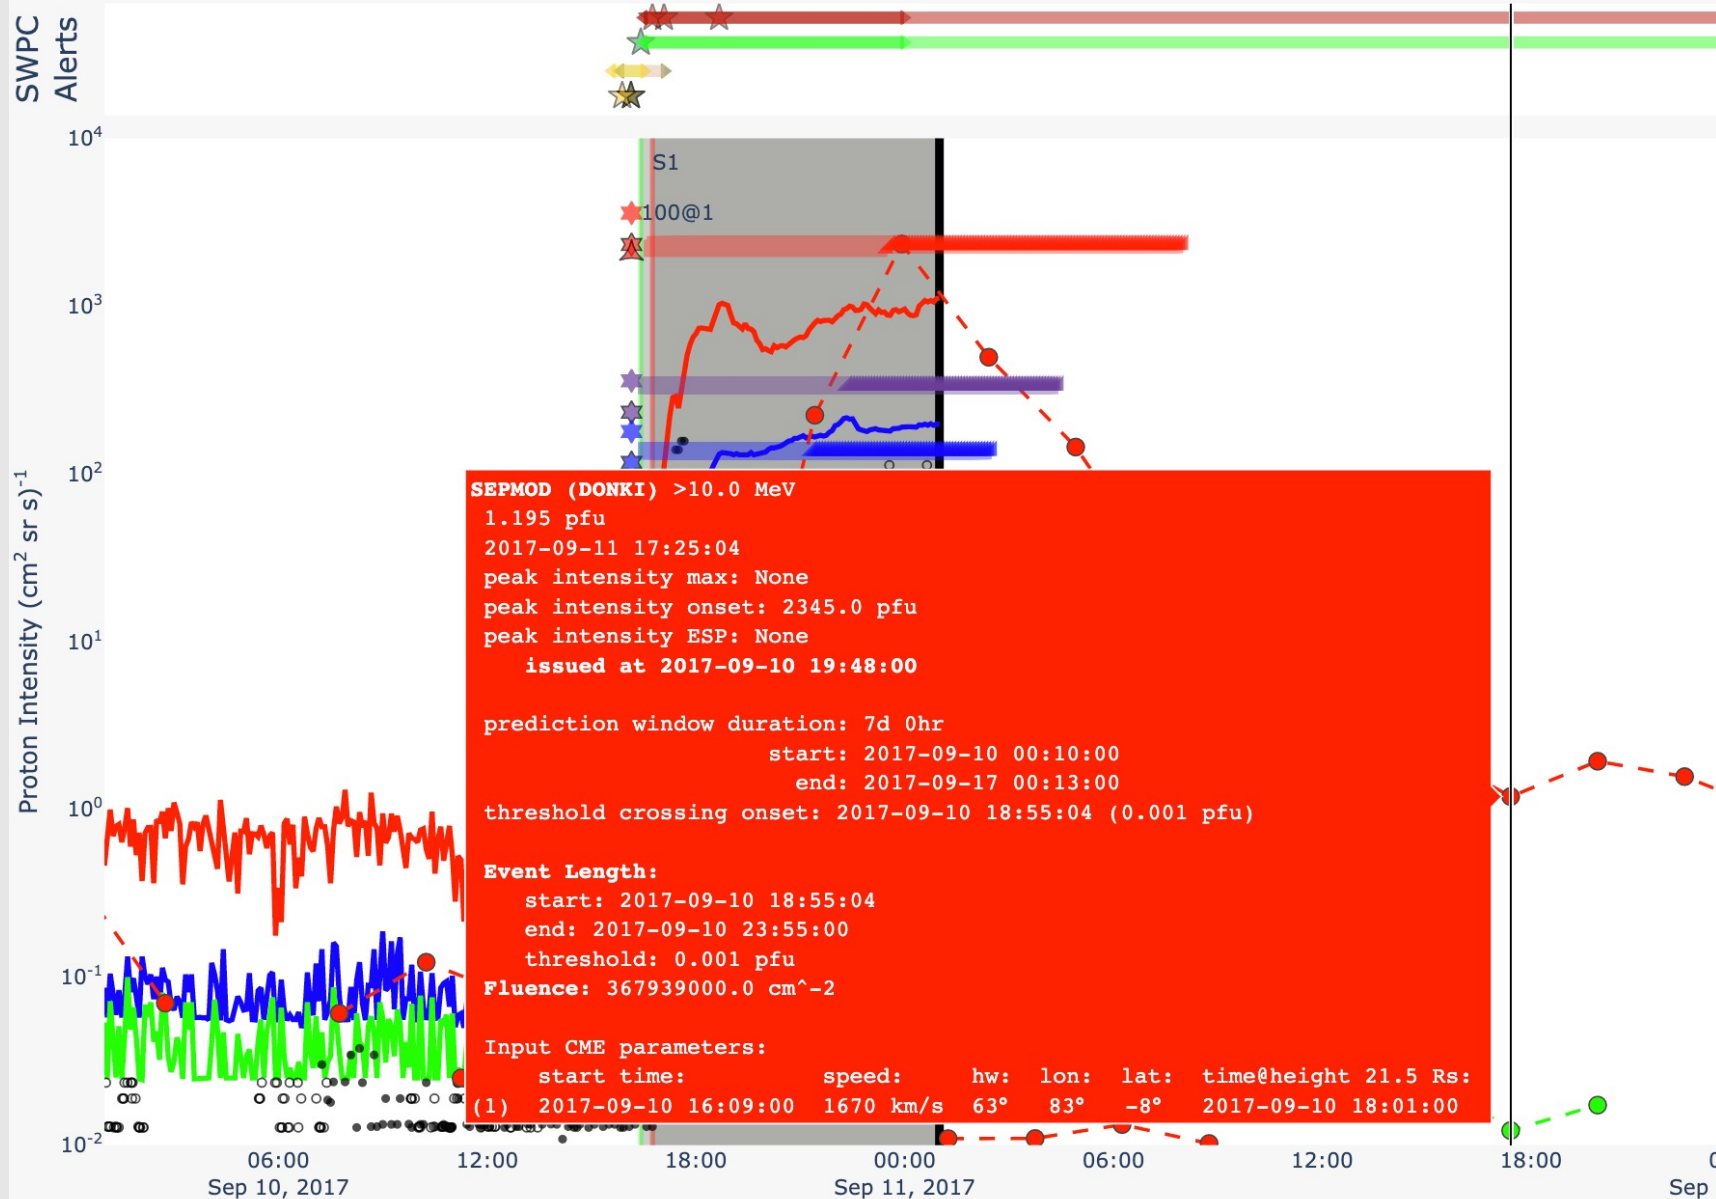 SWPC
Alerts
10^4
S1
100@1
10^3
10^2
Proton Intensity (cm^2 sr s)^-1
SEPMOD (DONKI) >10.0 MeV
1.195 pfu
2017-09-11 17:25:04
peak intensity max: None
peak intensity onset: 2345.0 pfu
10^1
peak intensity ESP: None
issued at 2017-09-10 19:48:00
prediction window duration: 7d 0hr
start: 2017-09-10 00:10:00
end: 2017-09-17 00:13:00
10^0
threshold crossing onset: 2017-09-10 18:55:04 (0.001 pfu)
Event Length:
start: 2017-09-10 18:55:04
end: 2017-09-10 23:55:00
threshold: 0.001 pfu
10^-1
Fluence: 367939000.0 cm^-2
Input CME parameters:
start time: speed: hw: lon: lat: time@height 21.5 Rs:
(1) 2017-09-10 16:09:00 1670 km/s 63° 83° -8° 2017-09-10 18:01:00
10^-2
06:00 12:00 18:00 00:00 06:00 12:00 18:00
Sep 10, 2017 Sep 11, 2017 Sep